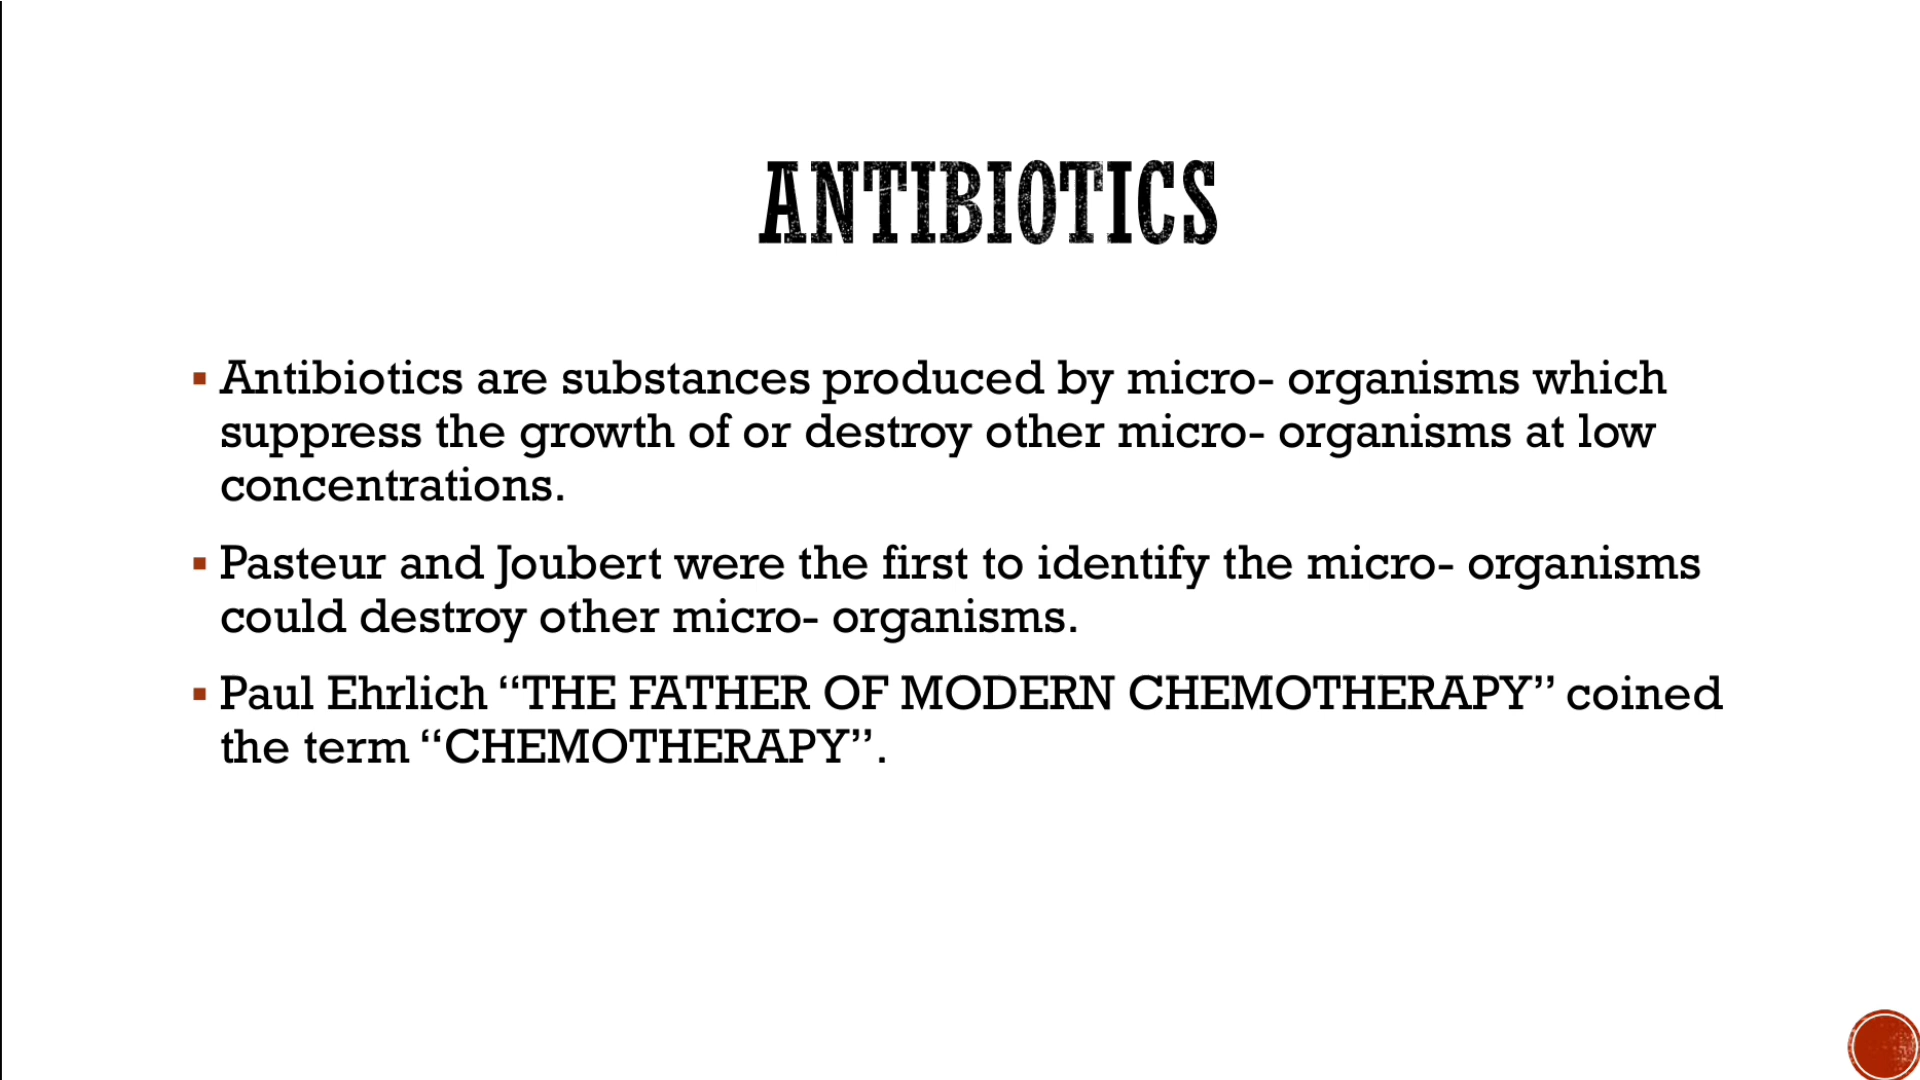 ANTIBIOTICS
▪ Antibiotics are substances produced by micro- organisms which
suppress the growth of or destroy other micro- organisms at low
concentrations.
▪ Pasteur and Joubert were the first to identify the micro- organisms
could destroy other micro- organisms.
▪ Paul Ehrlich “THE FATHER OF MODERN CHEMOTHERAPY” coined
the term “CHEMOTHERAPY”.